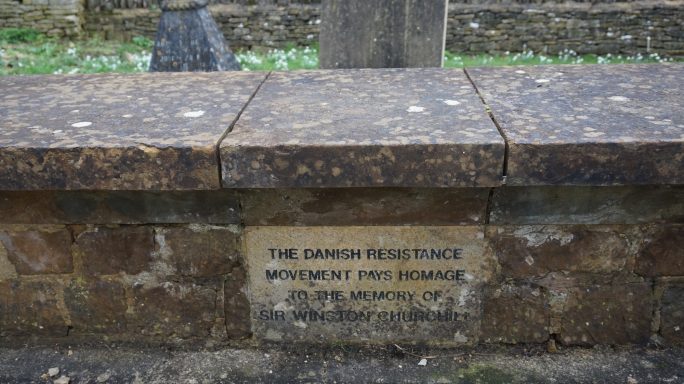 THE DANISH RESISTANCE
MOVEMENT PAYS HOMAGE
TO THE MEMORY OF
SIR WINSTON CHURCHILL